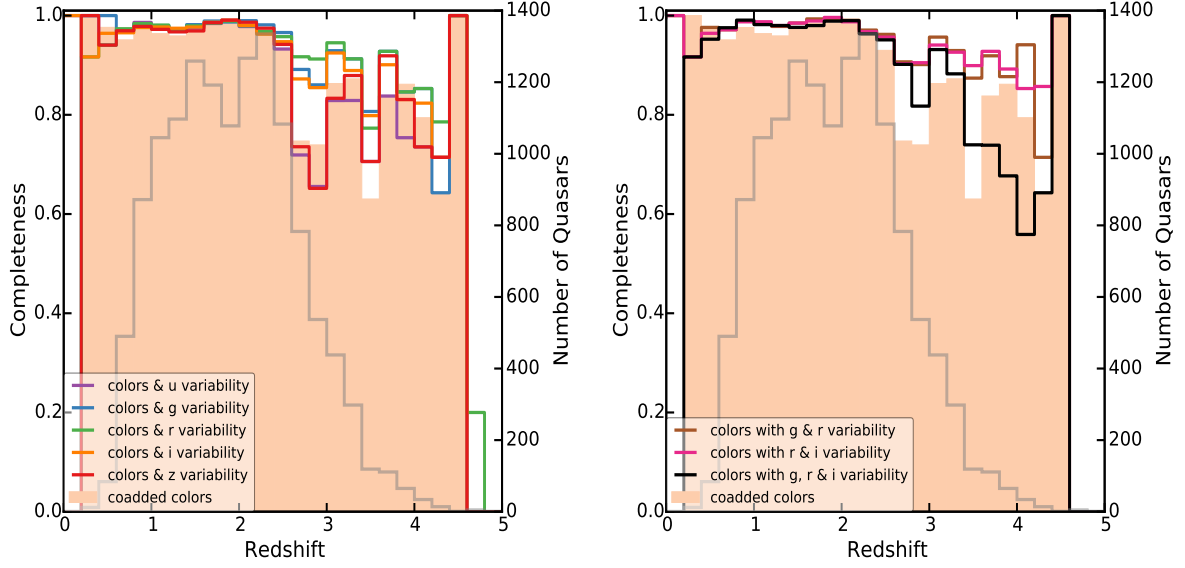 1.0
0.8
0.6
0.4
0.2
0.0
Completeness
0
1
2
3
4
5
Redshift
1400
1200
1000
800
600
400
200
0
Number of Quasars
colors & u variability
colors & g variability
colors & r variability
colors & i variability
colors & z variability
coadded colors
1.0
0.8
0.6
0.4
0.2
0.0
Completeness
0
1
2
3
4
5
Redshift
1400
1200
1000
800
600
400
200
0
Number of Quasars
colors with g & r variability
colors with r & i variability
colors with g, r & i variability
coadded colors